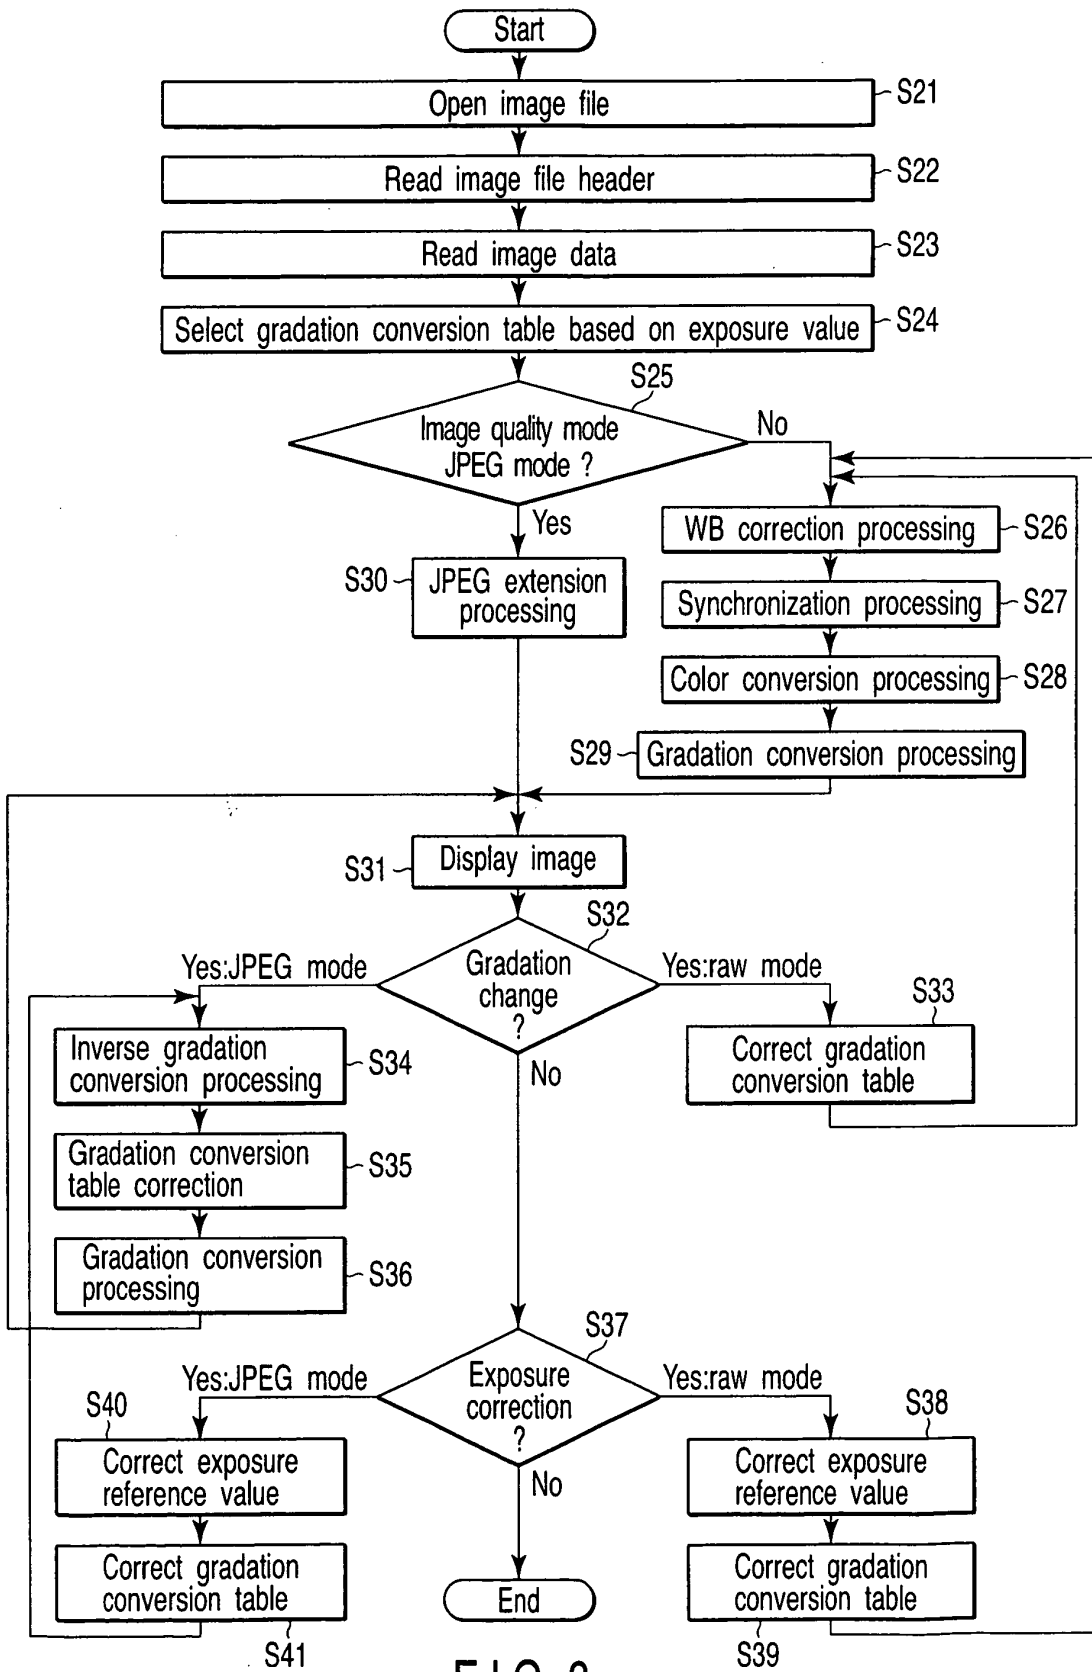 Start
Open image file
S21
Read image file header
S22
Read image data
S23
Select gradation conversion table based on exposure value
S24
S25
Image quality mode
JPEG mode ?
No
Yes
WB correction processing
S26
S30
JPEG extension
processing
Synchronization processing
S27
Color conversion processing
S28
S29
Gradation conversion processing
S31
Display image
S32
Yes:JPEG mode
Gradation
change
?
Yes:raw mode
No
S33
Correct gradation
conversion table
Inverse gradation
conversion processing
S34
Gradation conversion
table correction
S35
Gradation conversion
processing
S36
S37
Yes:JPEG mode
Exposure
correction
?
Yes:raw mode
No
S40
Correct exposure
reference value
S38
Correct exposure
reference value
Correct gradation
conversion table
S41
Correct gradation
conversion table
S39
End